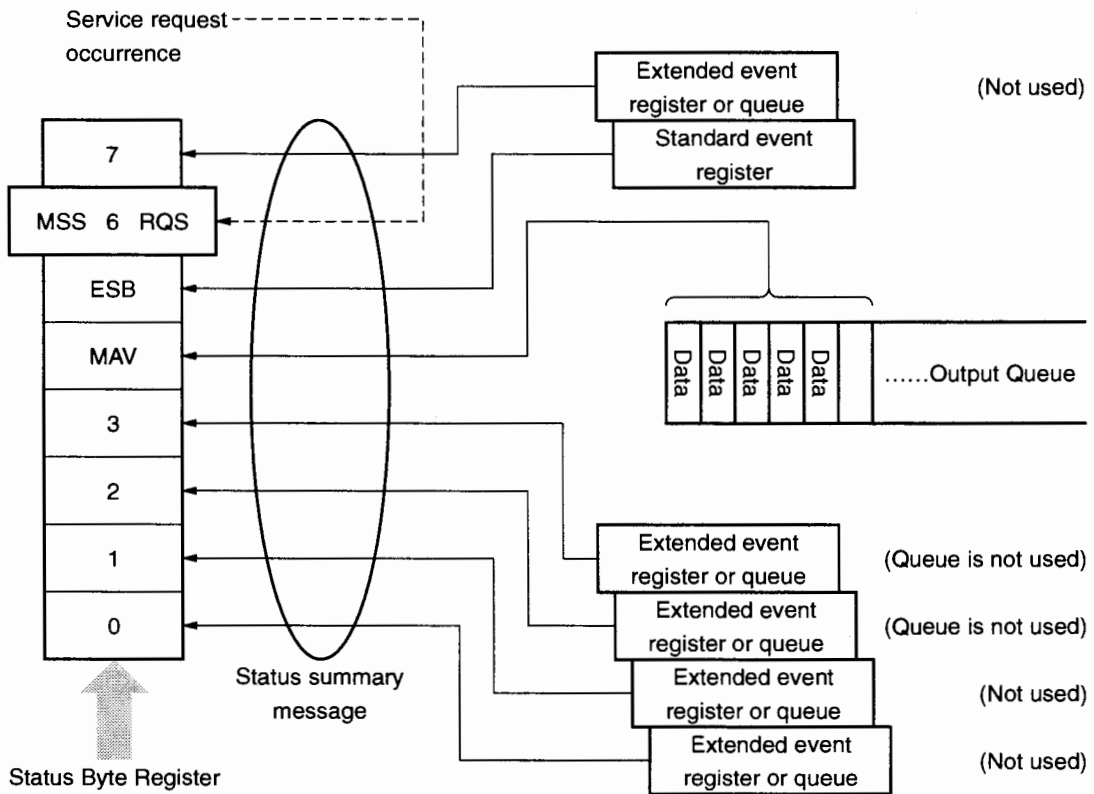 Service request
occurrence
Extended event
register or queue
(Not used)
Standard event
register
7
MSS 6 RQS
ESB
MAV
3
2
1
0
Data
Data
Data
Data
Data
......Output Queue
Extended event
register or queue
(Queue is not used)
Extended event
register or queue
(Queue is not used)
Extended event
register or queue
(Not used)
Extended event
register or queue
(Not used)
Status summary
message
Status Byte Register